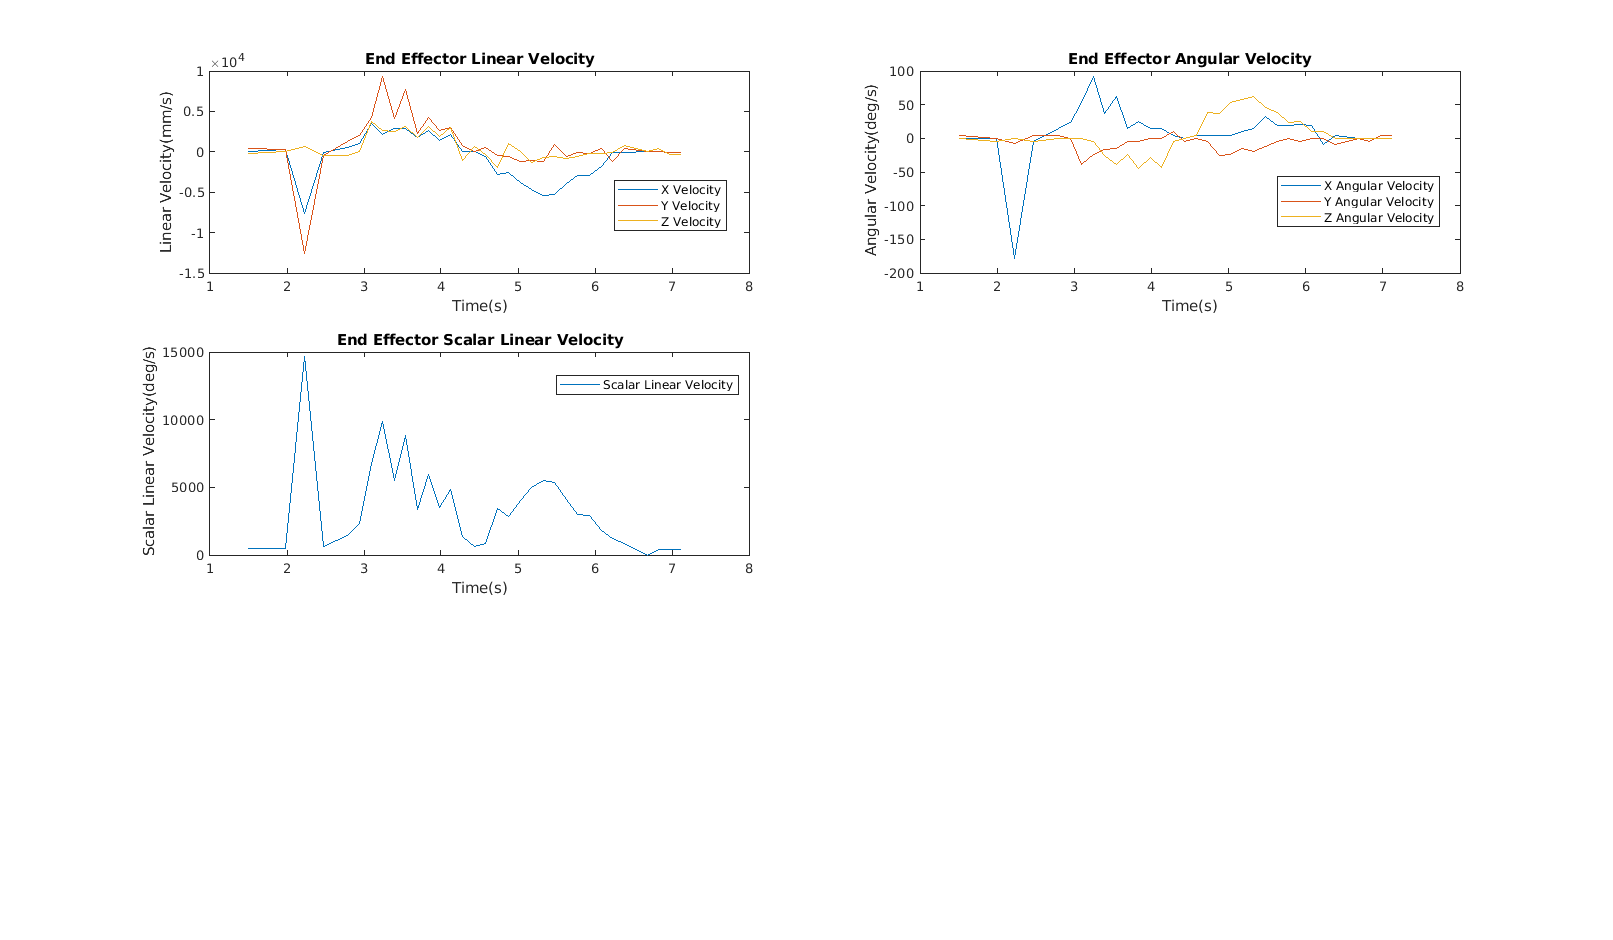 End Effector Linear Velocity
×10⁴
1
0.5
0
-0.5
-1
-1.5
Linear Velocity(mm/s)
X Velocity
Y Velocity
Z Velocity
1 2 3 4 5 6 7 8
Time(s)
End Effector Angular Velocity
100
50
0
-50
-100
-150
-200
Angular Velocity(deg/s)
X Angular Velocity
Y Angular Velocity
Z Angular Velocity
1 2 3 4 5 6 7 8
Time(s)
End Effector Scalar Linear Velocity
15000
10000
5000
0
Scalar Linear Velocity(deg/s)
Scalar Linear Velocity
1 2 3 4 5 6 7 8
Time(s)